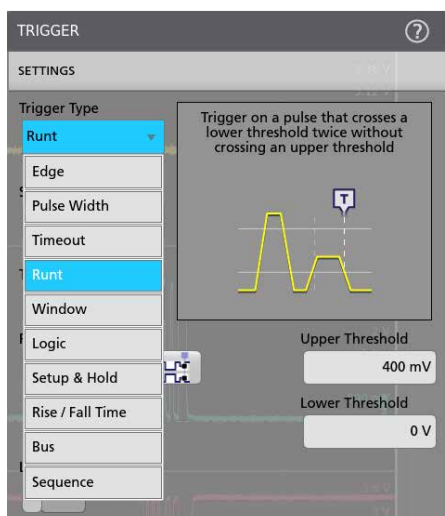 TRIGGER
?
SETTINGS
Trigger Type
Runt
Trigger on a pulse that crosses a
lower threshold twice without
crossing an upper threshold
T
Edge
Pulse Width
Timeout
Runt
Window
Logic
Setup & Hold
Rise / Fall Time
Bus
Sequence
Upper Threshold
400 mV
Lower Threshold
0 V